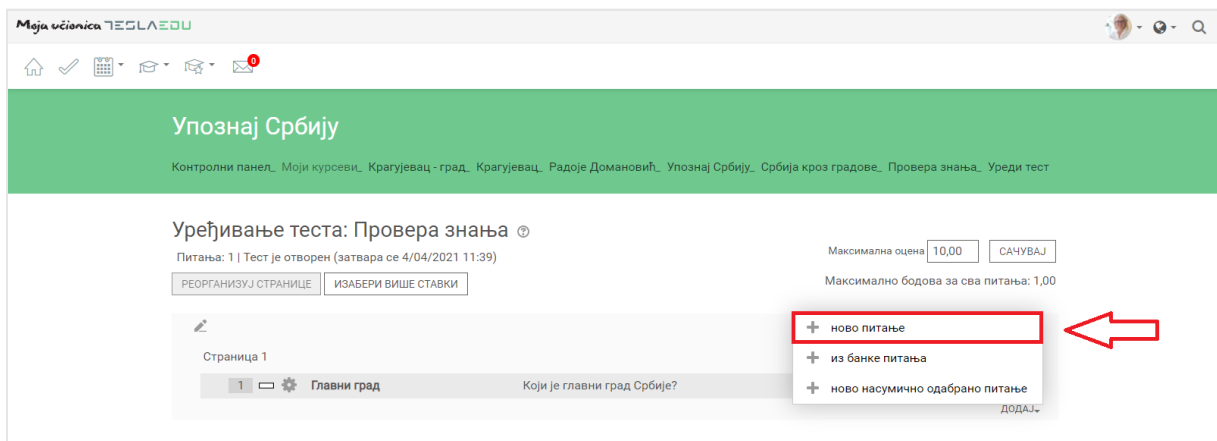 Moja učionica TESLAEDU
0
Упознај Србију
Контролни панел_ Моји курсеви_ Крагујевац - град_ Крагујевац_ Радоје Домановић_ Упознај Србију_ Србија кроз градове_ Провера знања_ Уреди тест
Уређивање теста: Провера знања
Питања: 1 | Тест је отворен (затвара се 4/04/2021 11:39)
Максимална оцена 10,00 САЧУВАЈ
РЕОРГАНИЗУЈ СТРАНИЦЕ ИЗАБЕРИ ВИШЕ СТАВКИ
Максимално бодова за сва питања: 1,00
+ ново питање
Страница 1
+ из банке питања
1 Главни град Који је главни град Србије?
+ ново насумично одабрано питање
ДОДАЈ